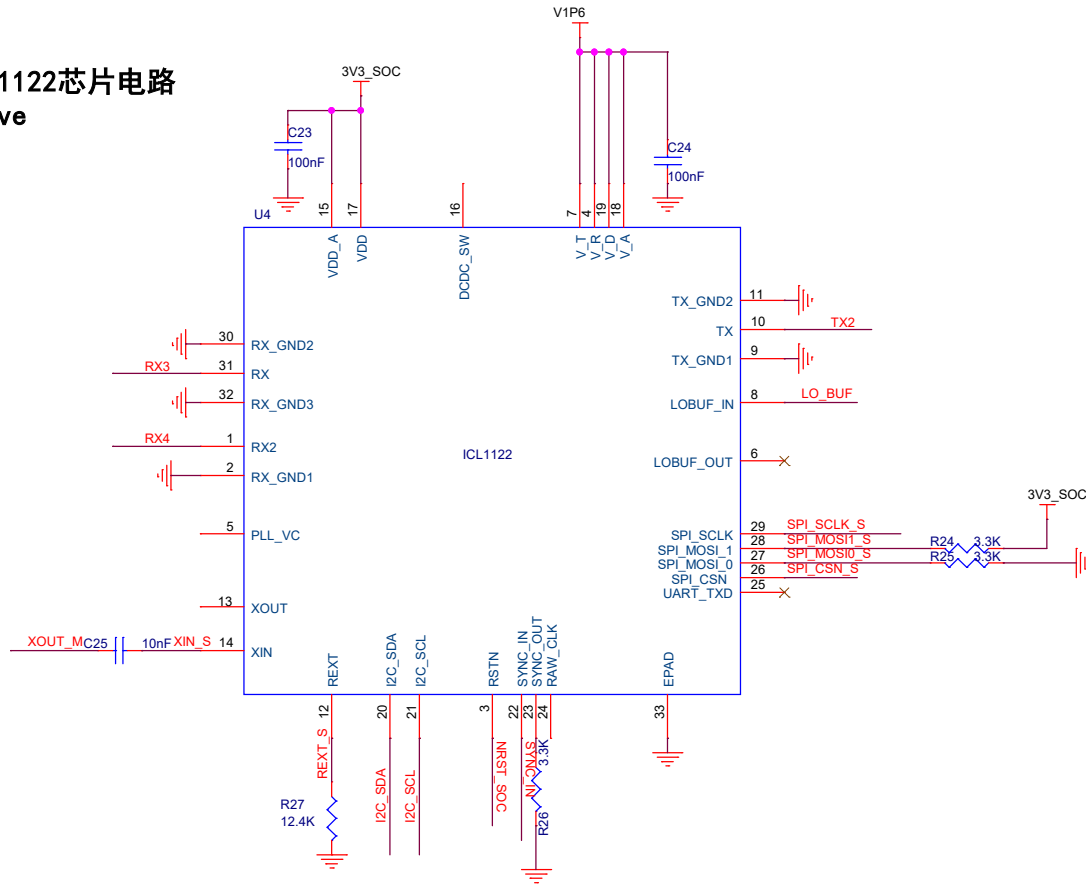 V1P6
1122芯片电路
ve
3V3_SOC
C23
100nF
C24
100nF
U4
15
17
16
7
4
19
18
VDD_A
VDD
DCDC_SW
V_T
V_R
V_D
V_A
30
RX_GND2
RX3
31
RX
32
RX_GND3
RX4
1
RX2
2
RX_GND1
5
PLL_VC
13
XOUT
XOUT_M
C25
10nF
XIN_S
14
XIN
ICL1122
TX_GND2
11
TX
10
TX2
TX_GND1
9
LOBUF_IN
8
LO_BUF
LOBUF_OUT
6
3V3_SOC
SPI_SCLK
29
SPI_SCLK_S
SPI_MOSI_1
28
SPI_MOSI1_S
R24
3.3K
SPI_MOSI_0
27
SPI_MOSI0_S
R25
3.3K
SPI_CSN
26
SPI_CSN_S
UART_TXD
25
REXT
I2C_SDA
I2C_SCL
RSTN
SYNC_IN
SYNC_OUT
RAW_CLK
EPAD
12
20
21
3
22
23
24
33
REXT_S
I2C_SDA
I2C_SCL
NRST_SOC
SYNC_IN
3.3K
R26
R27
12.4K